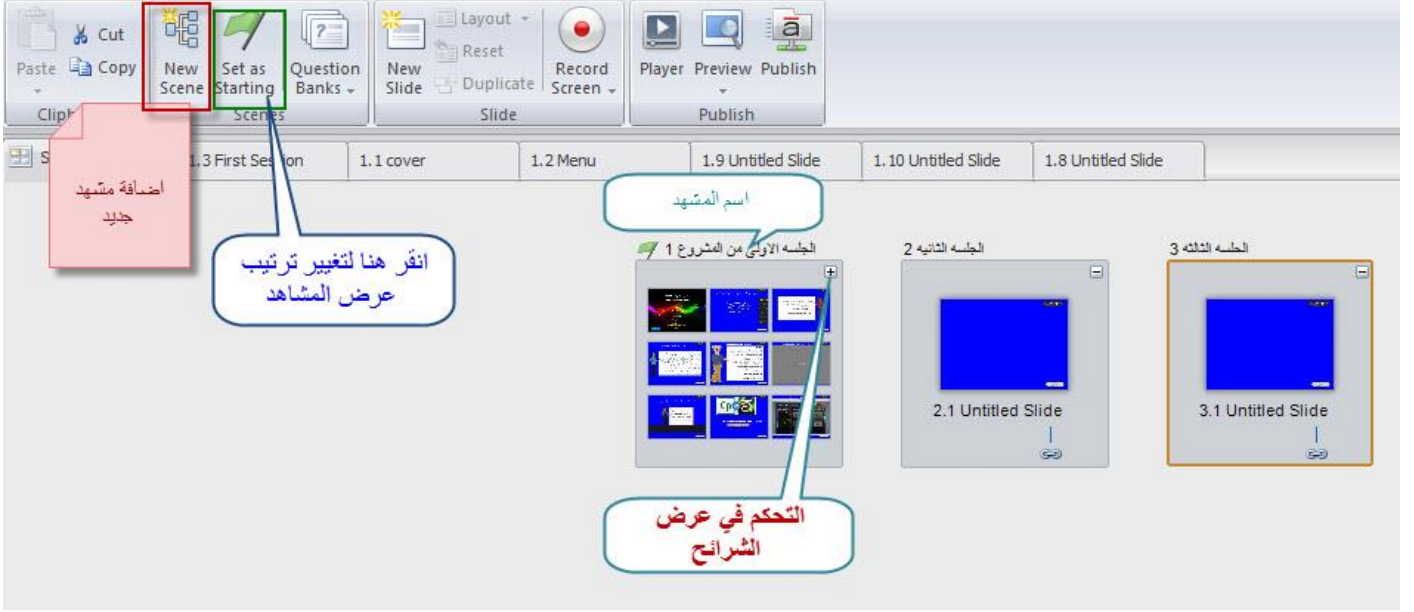 Paste
Cut
Copy
New Scene
Set as Starting
Question Banks
New Slide
Layout
Reset
Duplicate
Record Screen
Player
Preview
Publish
Scenes
Slide
Publish
1.3 First
1.1 cover
1.2 Menu
1.9 Untitled Slide
1.10 Untitled Slide
1.8 Untitled Slide
اضافة مشهد
جديد
انقر هنا لتغيير ترتيب
عرض المشاهد
اسم المشهد
الجلسه الاولى من المشروع 1
الجلسه الثانيه 2
الجلسه الثالثه 3
2.1 Untitled Slide
3.1 Untitled Slide
التحكم في عرض
الشرائح